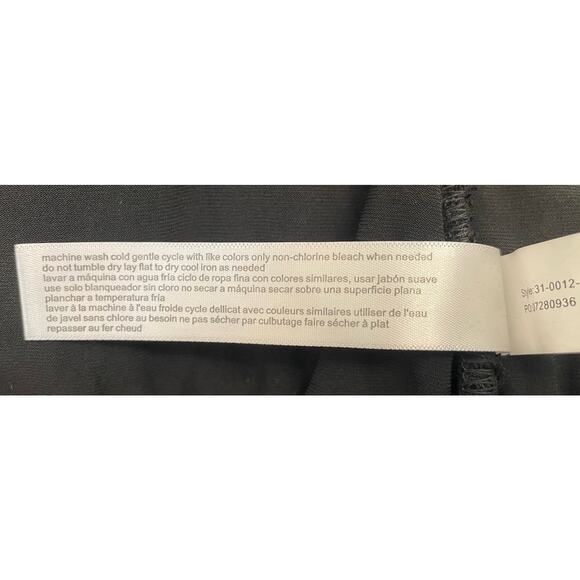 machine wash cold gentle cycle with like colors only non-chlorine bleach when needed
do not tumble dry lay flat to dry cool iron as needed
lavar a máquina con agua fría ciclo de ropa fina con colores similares, usar jabón suave
use solo blanqueador sin cloro no secar a máquina secar sobre una superficie plana
planchar a temperatura fría
laver à la machine à l'eau froide cycle dellicat avec couleurs similaires utiliser de l'eau
de javel sans chlore au besoin ne pas sécher par culbutage faire sécher à plat
repasser au fer cheud
Style:31-0012-
PO:07280936